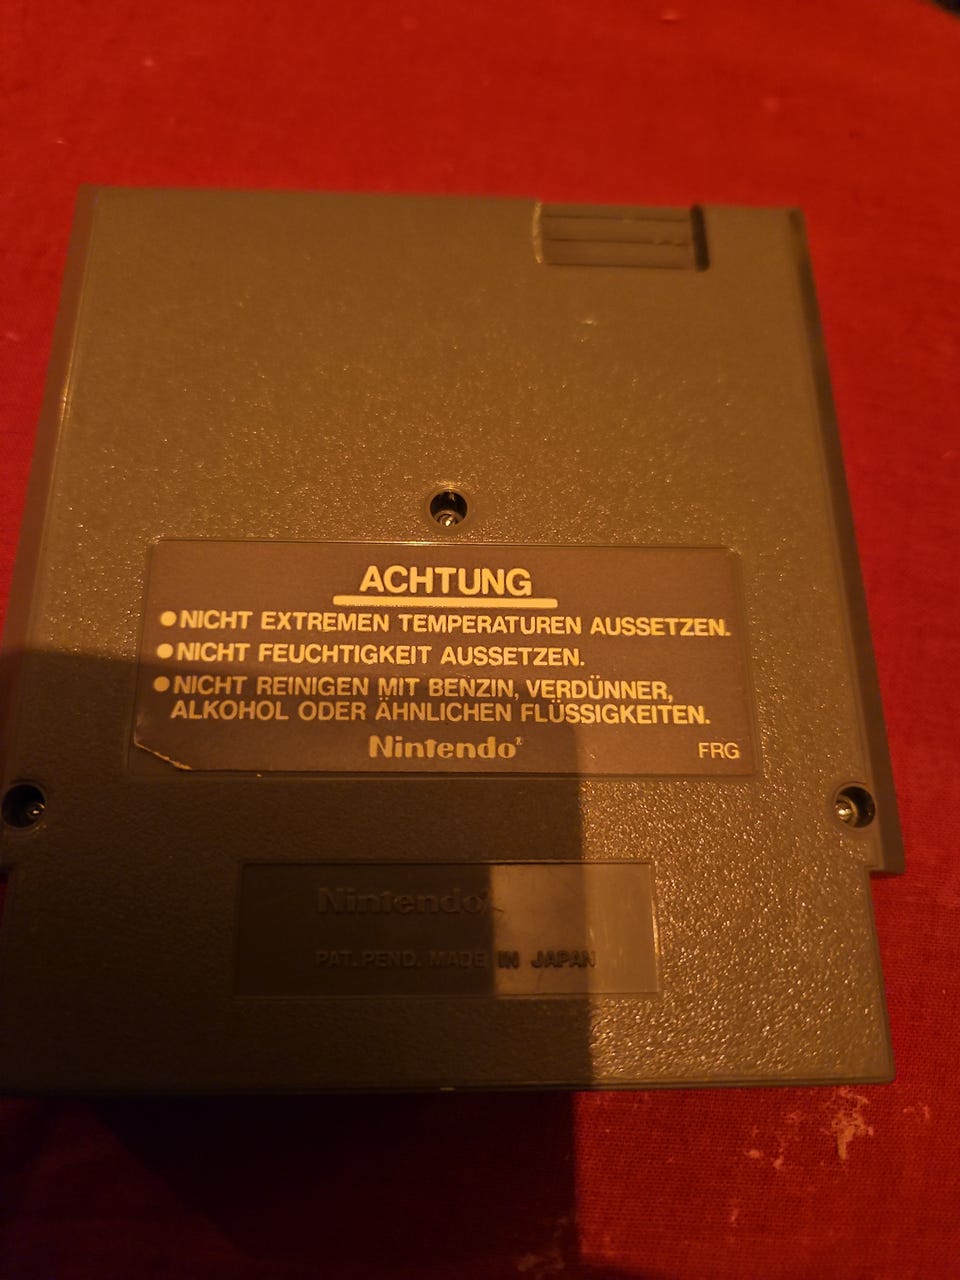 ACHTUNG
●NICHT EXTREMEN TEMPERATUREN AUSSETZEN.
●NICHT FEUCHTIGKEIT AUSSETZEN.
●NICHT REINIGEN MIT BENZIN, VERDÜNNER,
ALKOHOL ODER ÄHNLICHEN FLÜSSIGKEITEN.
Nintendo® FRG
Nintendo®
PAT. PEND. MADE IN JAPAN